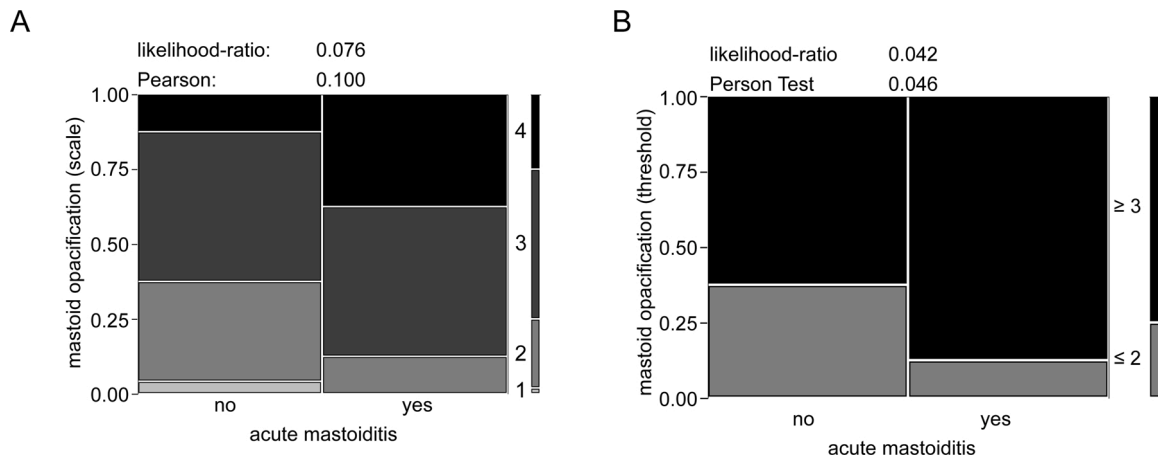 A
likelihood-ratio: 0.076
Pearson: 0.100
mastoid opacification (scale)
1.00
0.75
0.50
0.25
0.00
4
3
2
1
no yes
acute mastoiditis
B
likelihood-ratio 0.042
Person Test 0.046
mastoid opacification (threshold)
1.00
0.75
0.50
0.25
0.00
≥ 3
≤ 2
no yes
acute mastoiditis